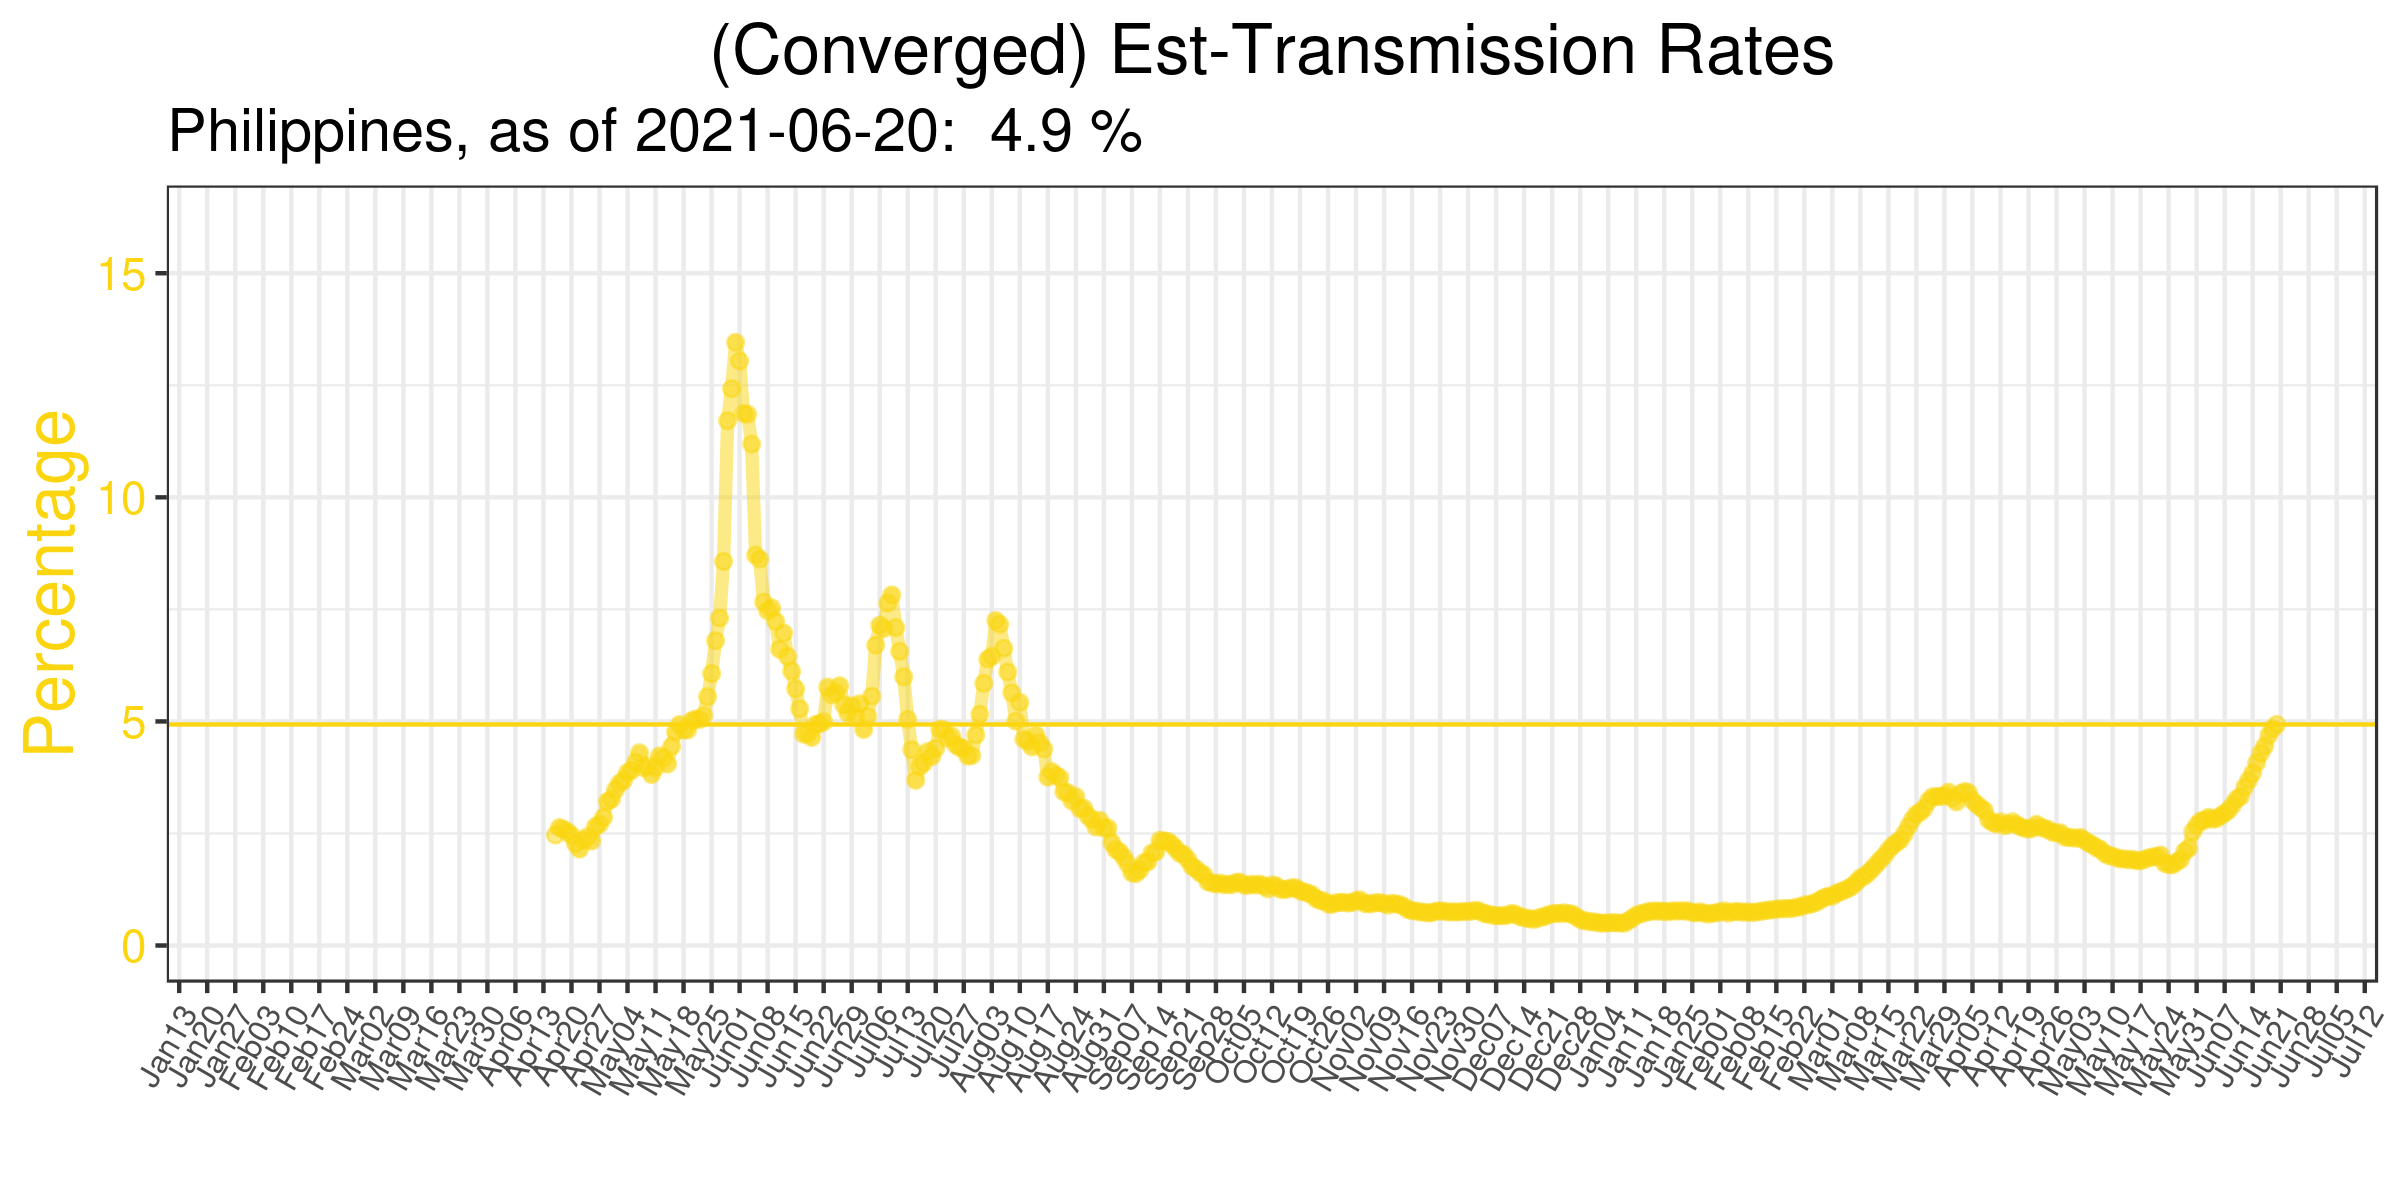 (Converged) Est-Transmission Rates
Philippines, as of 2021-06-20:  4.9 %
Percentage
15
10
5
0
Jan13
Jan20
Jan27
Feb03
Feb10
Feb17
Feb24
Mar02
Mar09
Mar16
Mar23
Mar30
Apr06
Apr13
Apr20
Apr27
May04
May11
May18
May25
Jun01
Jun08
Jun15
Jun22
Jun29
Jul06
Jul13
Jul20
Jul27
Aug03
Aug10
Aug17
Aug24
Aug31
Sep07
Sep14
Sep21
Sep28
Oct05
Oct12
Oct19
Oct26
Nov02
Nov09
Nov16
Nov23
Nov30
Dec07
Dec14
Dec21
Dec28
Jan04
Jan11
Jan18
Jan25
Feb01
Feb08
Feb15
Feb22
Mar01
Mar08
Mar15
Mar22
Mar29
Apr05
Apr12
Apr19
Apr26
May03
May10
May17
May24
May31
Jun07
Jun14
Jun21
Jun28
Jul05
Jul12